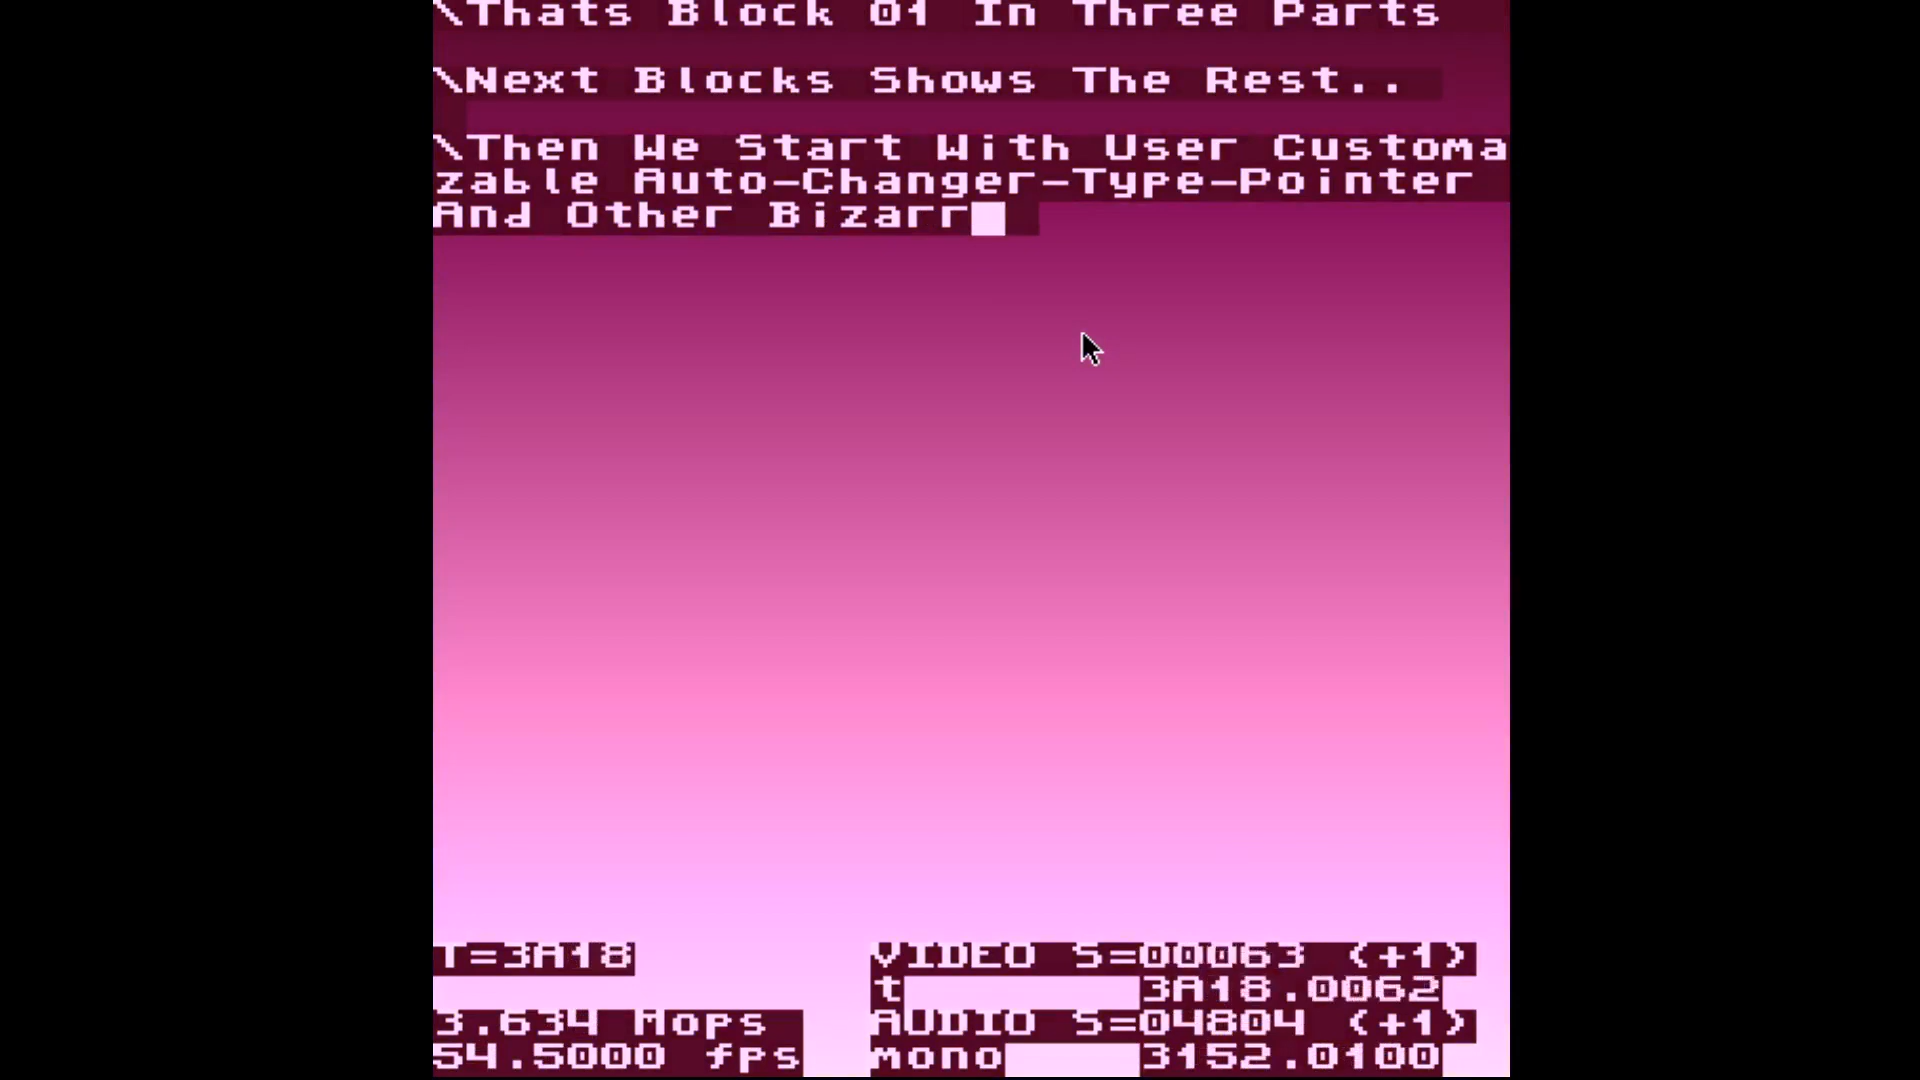 \Thats Block 01 In Three Parts
\Next Blocks Shows The Rest..
\Then We Start With User Customa
zable Auto-Changer-Type-Pointer
And Other Bizarr
T=3A18 VIDEO S=00063 (+1)
t 3A18.0062
3.634 Mops AUDIO S=04804 (+1)
54.5000 fps mono 3152.0100